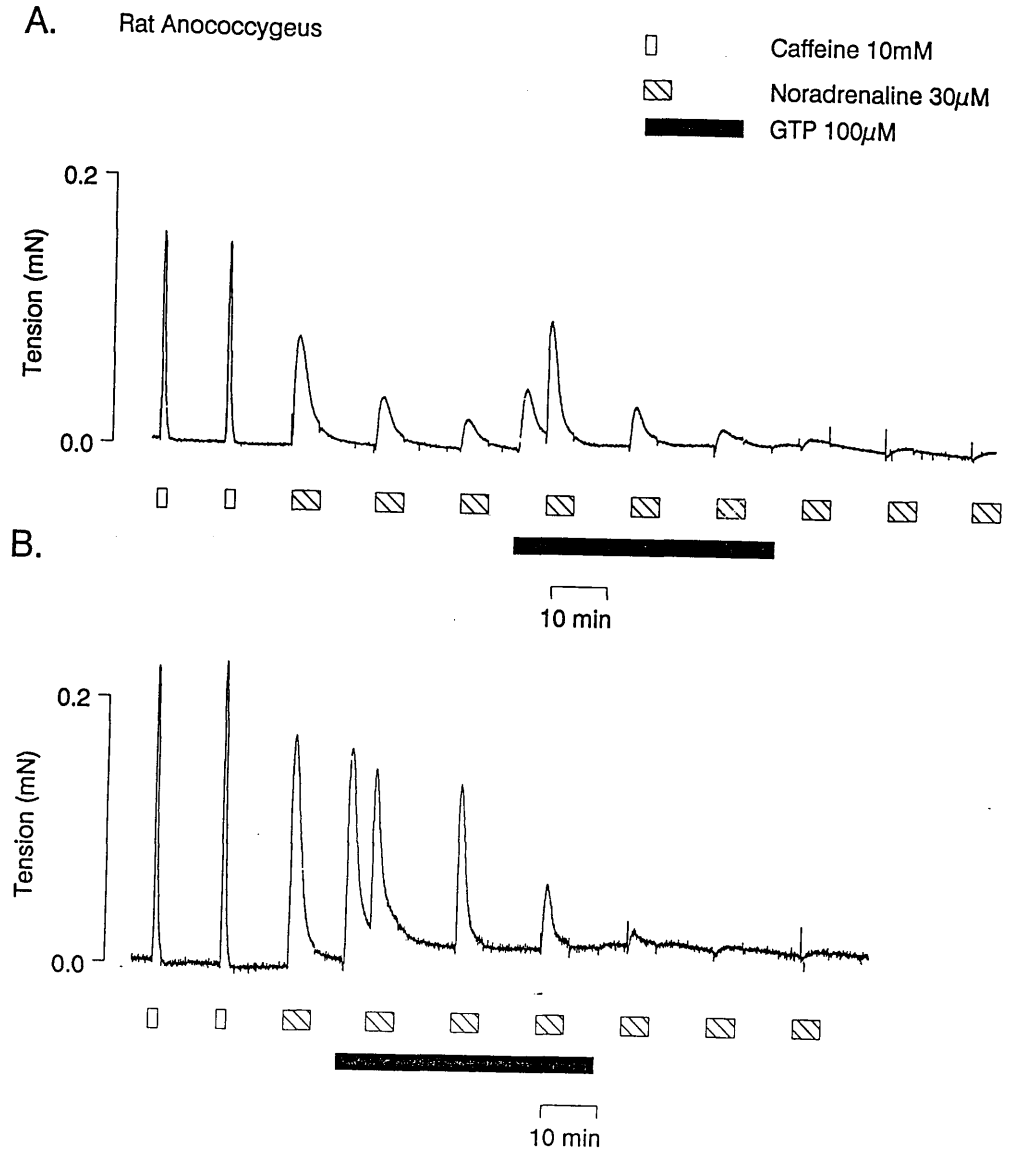 A.
Rat Anococcygeus
Caffeine 10mM
Noradrenaline 30µM
GTP 100µM
0.2
Tension (mN)
0.0
10 min
B.
0.2
Tension (mN)
0.0
10 min